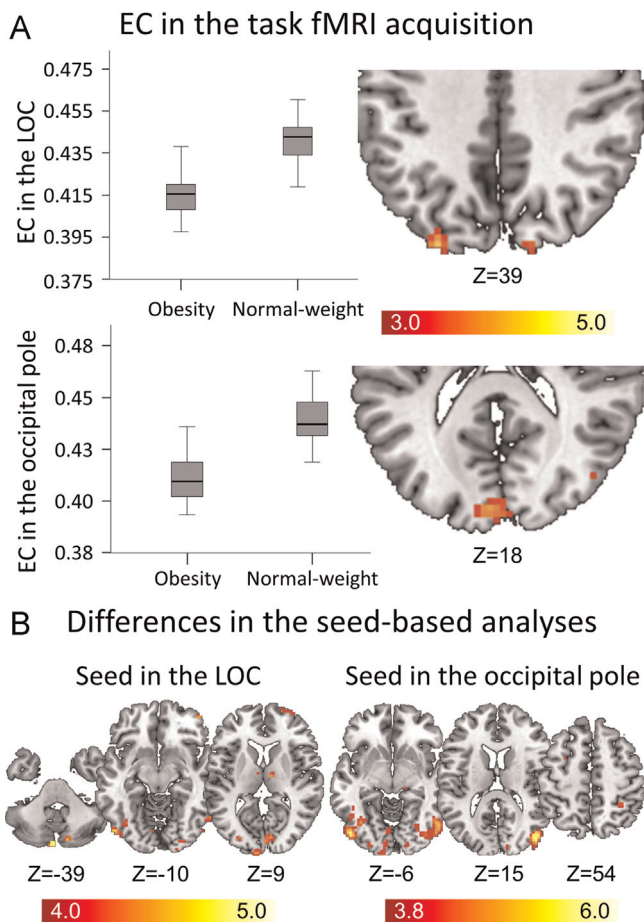 A EC in the task fMRI acquisition
EC in the LOC
0.475
0.455
0.435
0.415
0.395
0.375
Obesity Normal-weight
Z=39
3.0 5.0
EC in the occipital pole
0.48
0.45
0.43
0.40
0.38
Obesity Normal-weight
Z=18
B Differences in the seed-based analyses
Seed in the LOC Seed in the occipital pole
Z=-39 Z=-10 Z=9 Z=-6 Z=15 Z=54
4.0 5.0 3.8 6.0